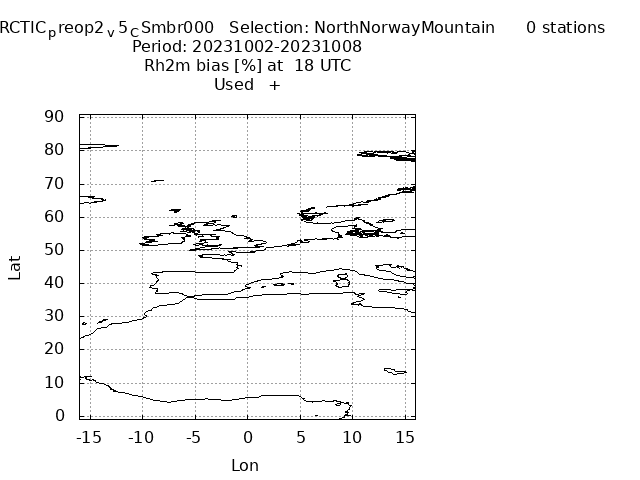 RCTICpreop2v5CSmbr000 Selection: NorthNorwayMountain 0 stations
Period: 20231002-20231008
Rh2m bias [%] at 18 UTC
Used +
90
80
70
60
50
40
30
20
10
0
Lat
-15 -10 -5 0 5 10 15
Lon